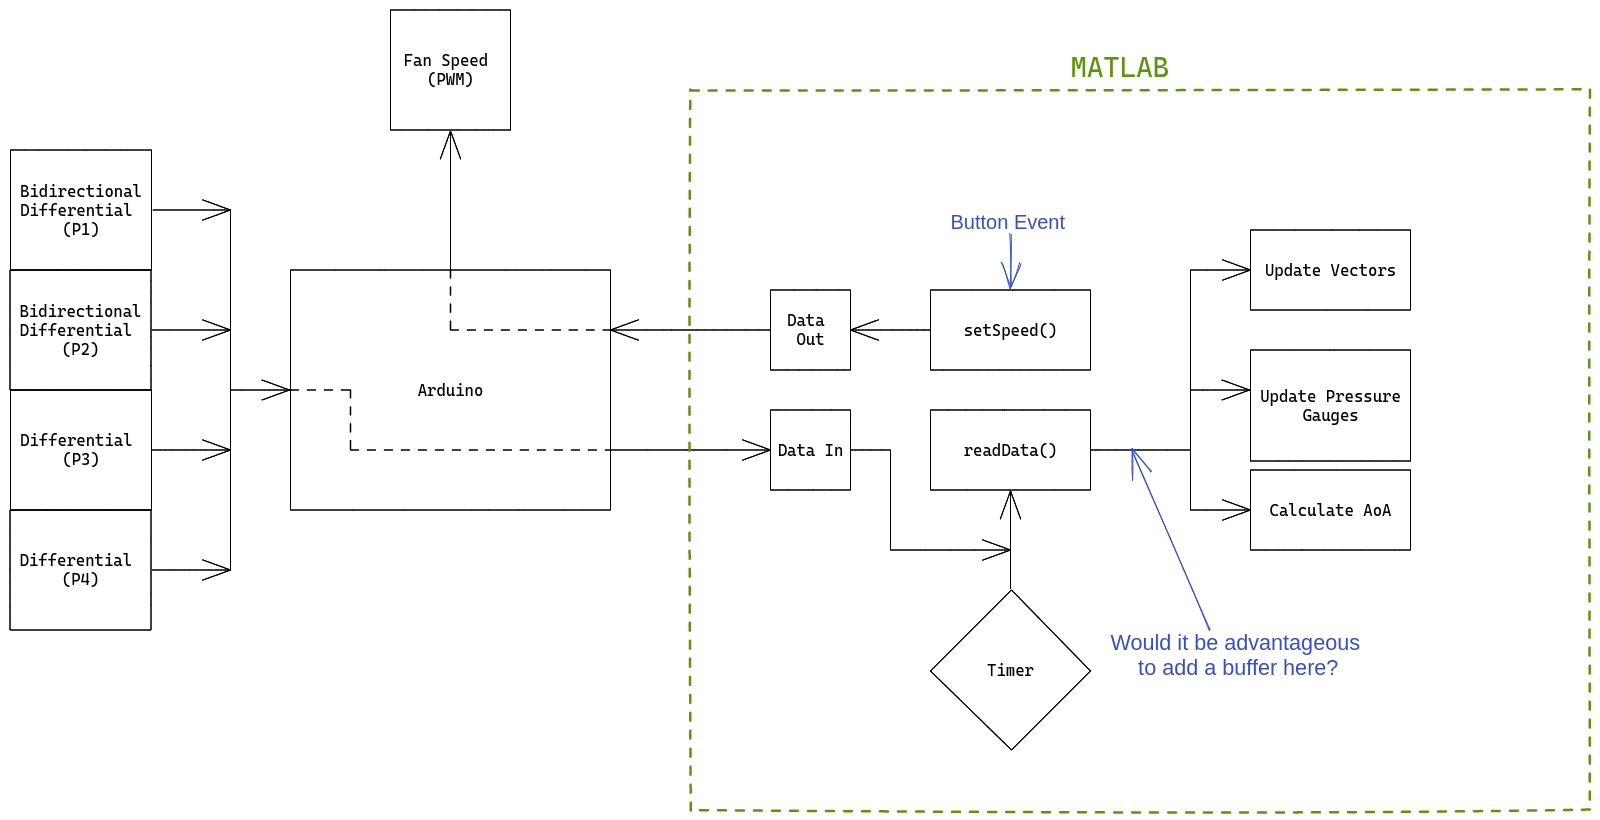 Fan Speed
(PWM)
MATLAB
Bidirectional
Differential
(P1)
Bidirectional
Differential
(P2)
Differential
(P3)
Differential
(P4)
Arduino
Button Event
Data
Out
setSpeed()
Data In
readData()
Update Vectors
Update Pressure
Gauges
Calculate AoA
Timer
Would it be advantageous
to add a buffer here?